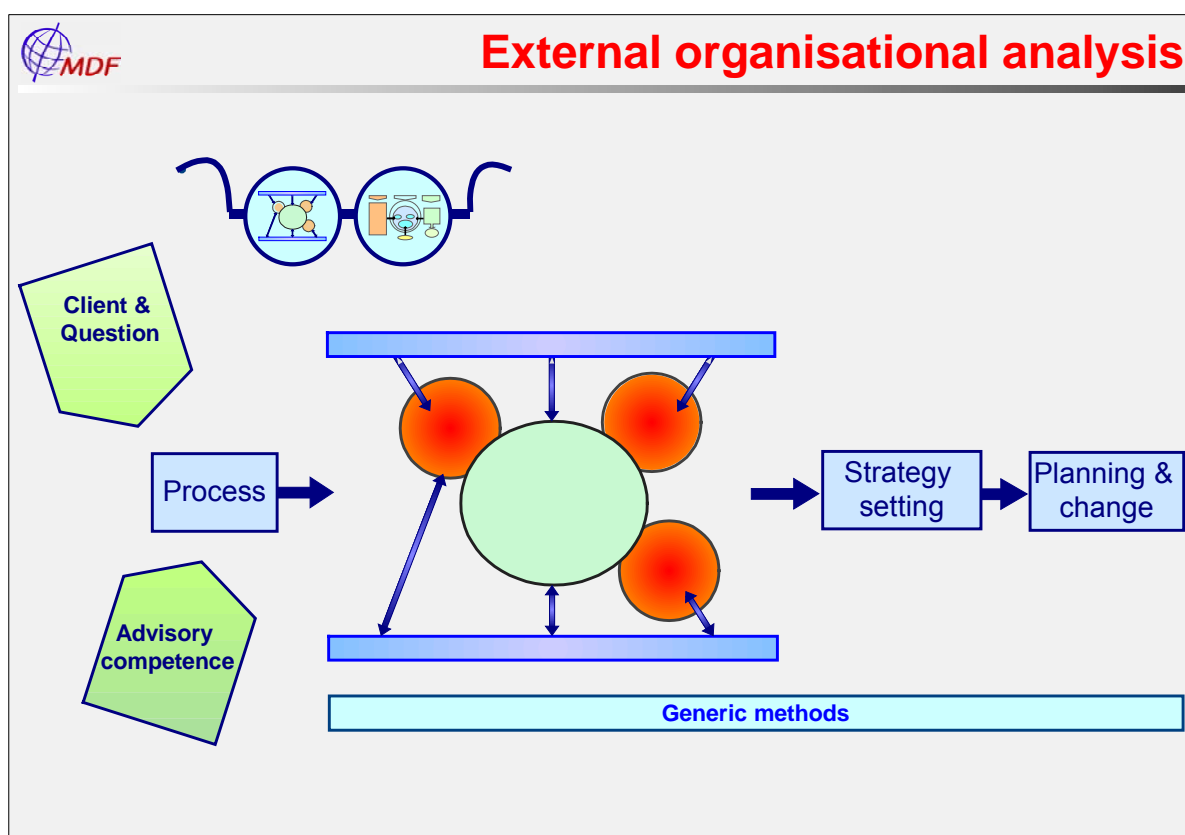 MDF
External organisational analysis
Client &
Question
Process
Strategy
setting
Planning &
change
Advisory
competence
Generic methods